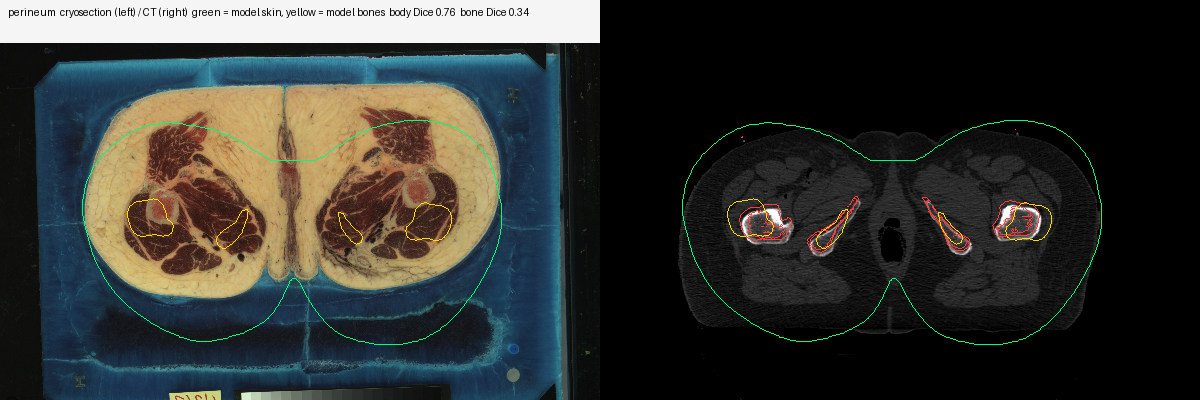 perineum cryosection (left) / CT (right) green = model skin, yellow = model bones body Dice 0.76 bone Dice 0.34